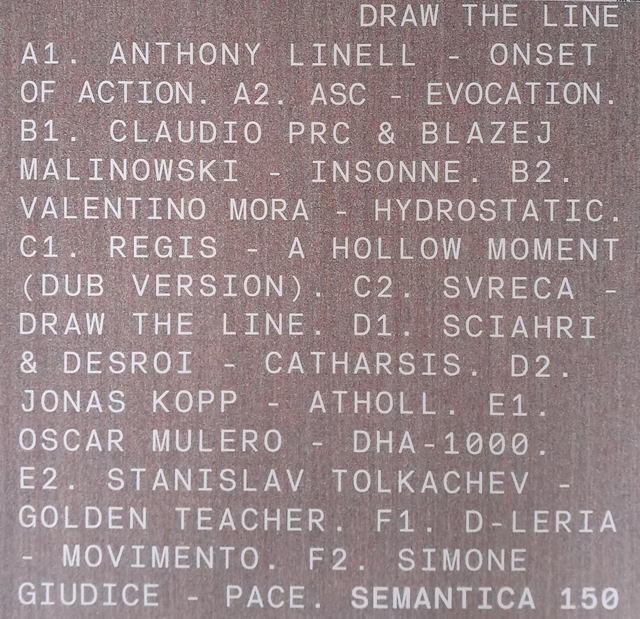 DRAW THE LINE
A1. ANTHONY LINELL - ONSET
OF ACTION. A2. ASC - EVOCATION.
B1. CLAUDIO PRC & BLAZEJ
MALINOWSKI - INSONNE. B2.
VALENTINO MORA - HYDROSTATIC.
C1. REGIS - A HOLLOW MOMENT
(DUB VERSION). C2. SVRECA -
DRAW THE LINE. D1. SCIAHRI
& DESROI - CATHARSIS. D2.
JONAS KOPP - ATHOLL. E1.
OSCAR MULERO - DHA-1000.
E2. STANISLAV TOLKACHEV -
GOLDEN TEACHER. F1. D-LERIA
- MOVIMENTO. F2. SIMONE
GIUDICE - PACE. SEMANTICA 150